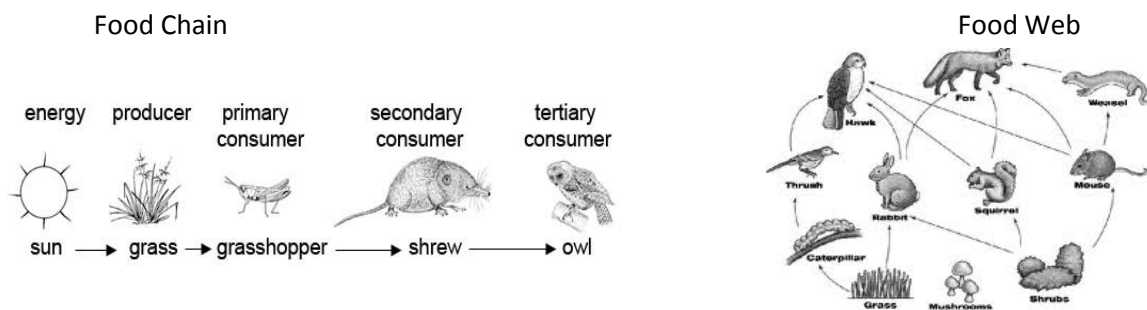 Food Chain
energy
producer
primary
consumer
secondary
consumer
tertiary
consumer
sun
grass
grasshopper
shrew
owl
Food Web
Fox
Weasel
Hawk
Thrush
Rabbit
Squirrel
Mouse
Caterpillar
Grass
Mushrooms
Shrubs